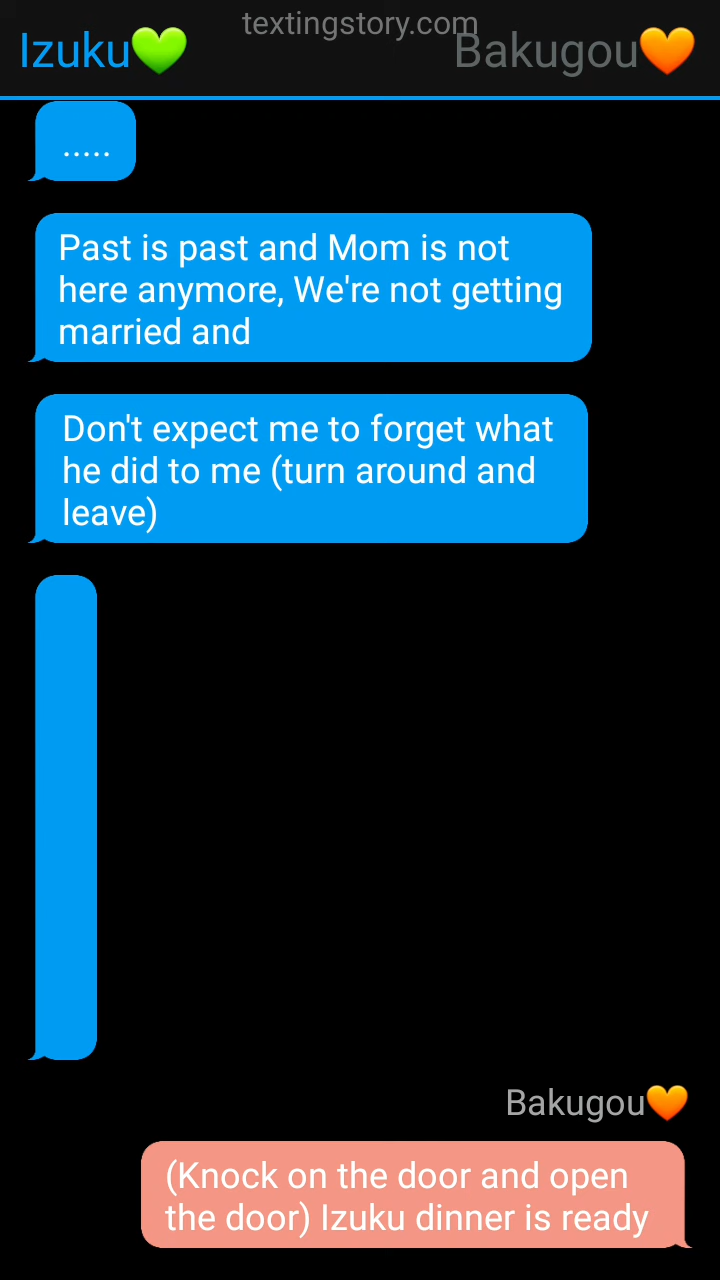 textingstory.com
Izuku💚
Bakugou🧡
.....
Past is past and Mom is not
here anymore, We're not getting
married and
Don't expect me to forget what
he did to me (turn around and
leave)
Bakugou🧡
(Knock on the door and open
the door) Izuku dinner is ready